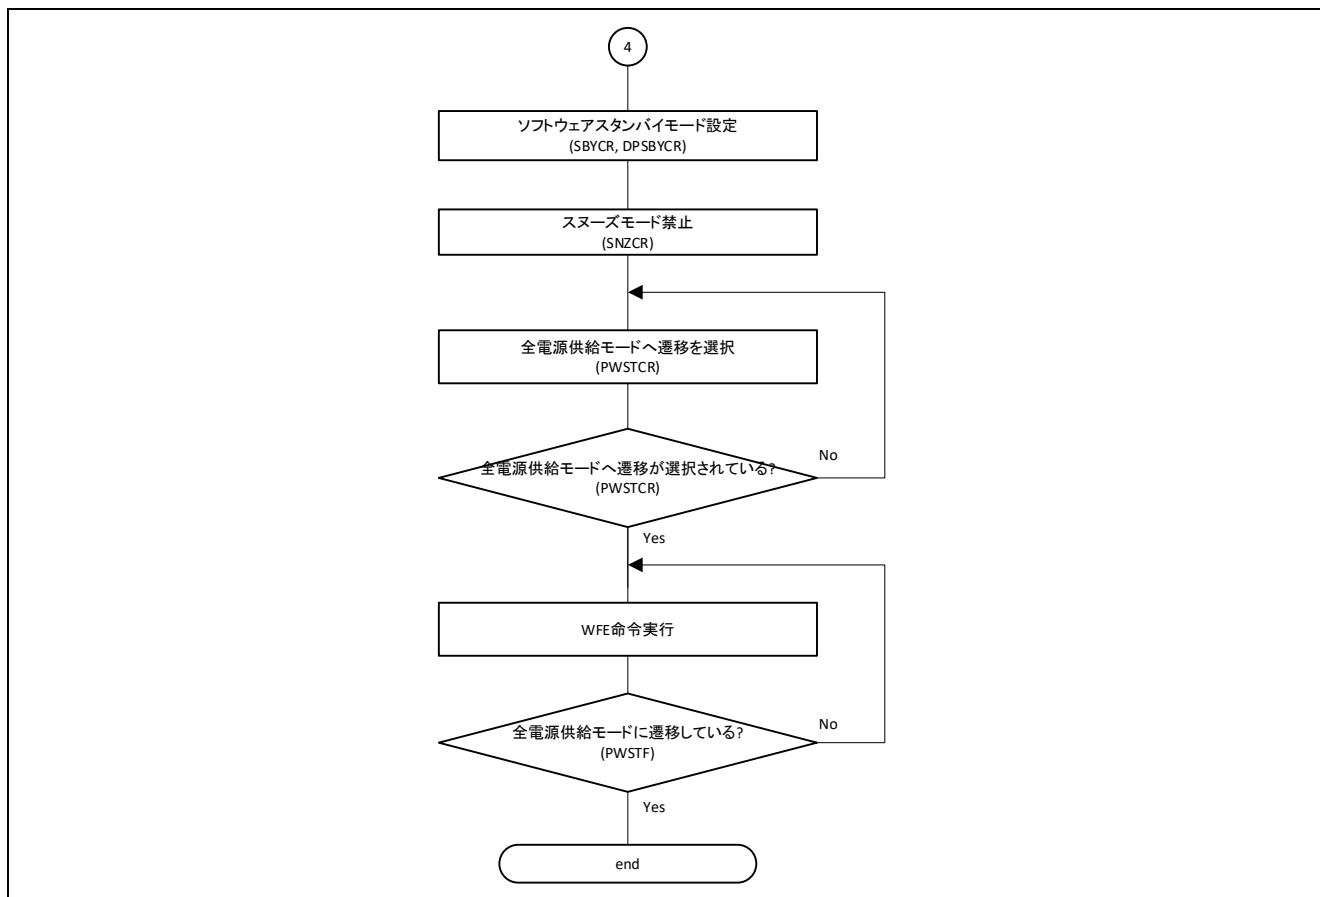 4
ソフトウェアスタンバイモード設定
(SBYCR, DPSBYCR)
スヌーズモード禁止
(SNZCR)
全電源供給モードへ遷移を選択
(PWSTCR)
全電源供給モードへ遷移が選択されている?
(PWSTCR)
No
Yes
WFE命令実行
全電源供給モードに遷移している?
(PWSTF)
No
Yes
end